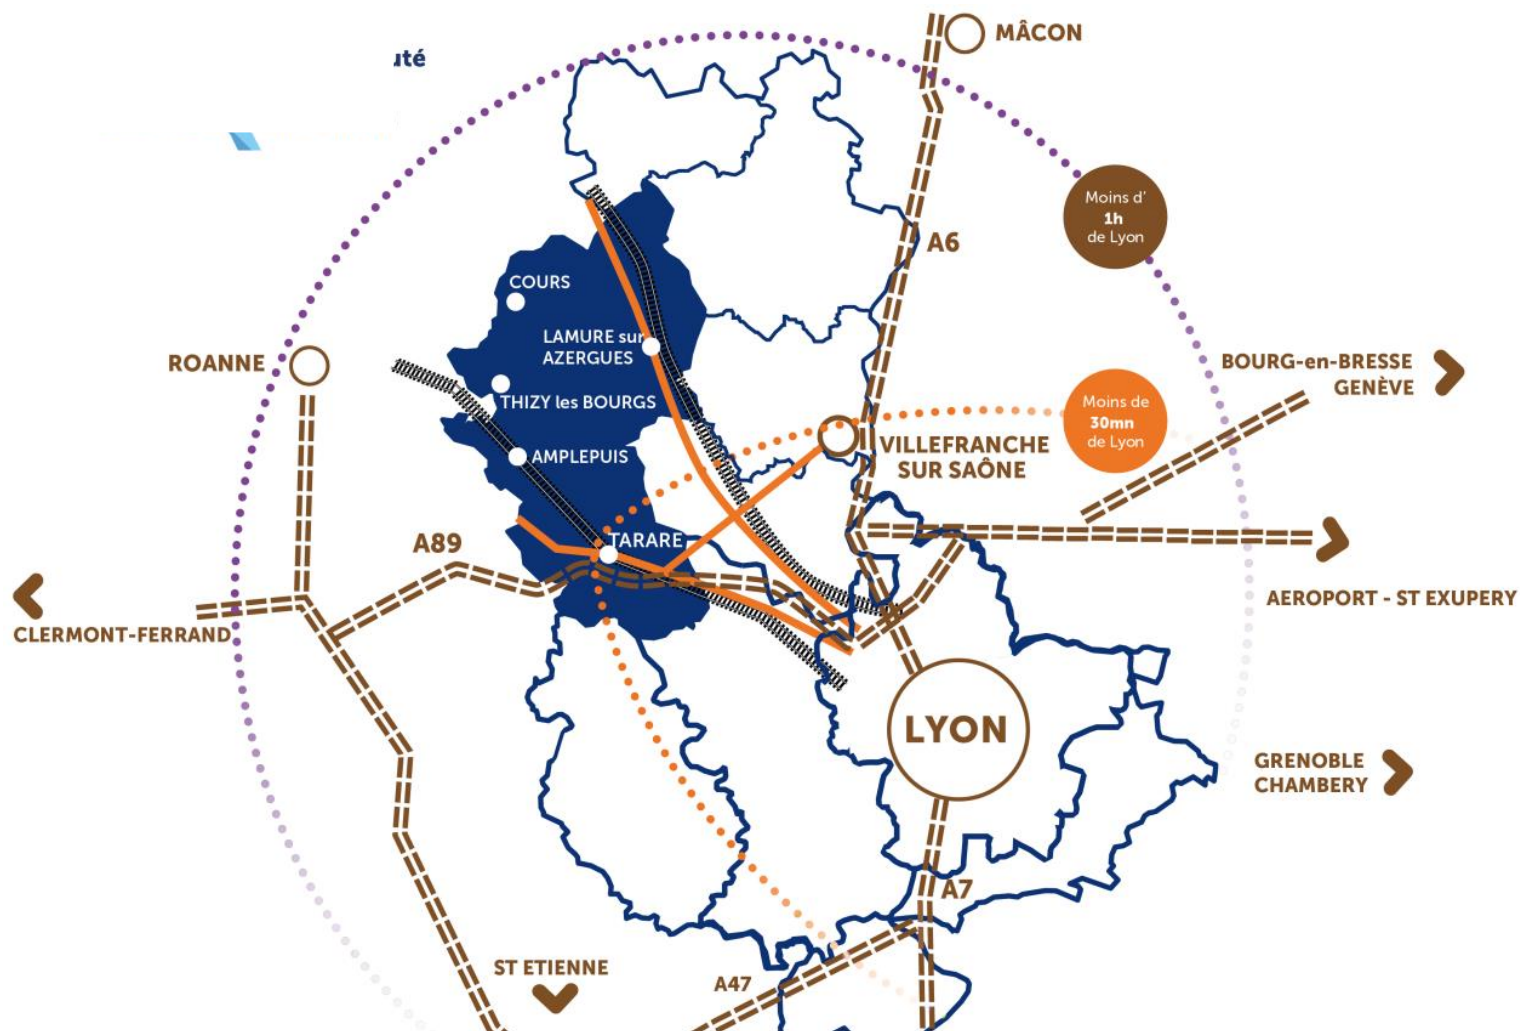 MÂCON
uté
Moins d'
1h
de Lyon
A6
COURS
LAMURE sur
AZERGUES
ROANNE
BOURG-en-BRESSE
GENÈVE
THIZY les BOURGS
Moins de
30mn
de Lyon
VILLEFRANCHE
SUR SAÔNE
AMPLEPUIS
TARARE
A89
AEROPORT - ST EXUPERY
CLERMONT-FERRAND
LYON
GRENOBLE
CHAMBERY
A7
ST ETIENNE
A47